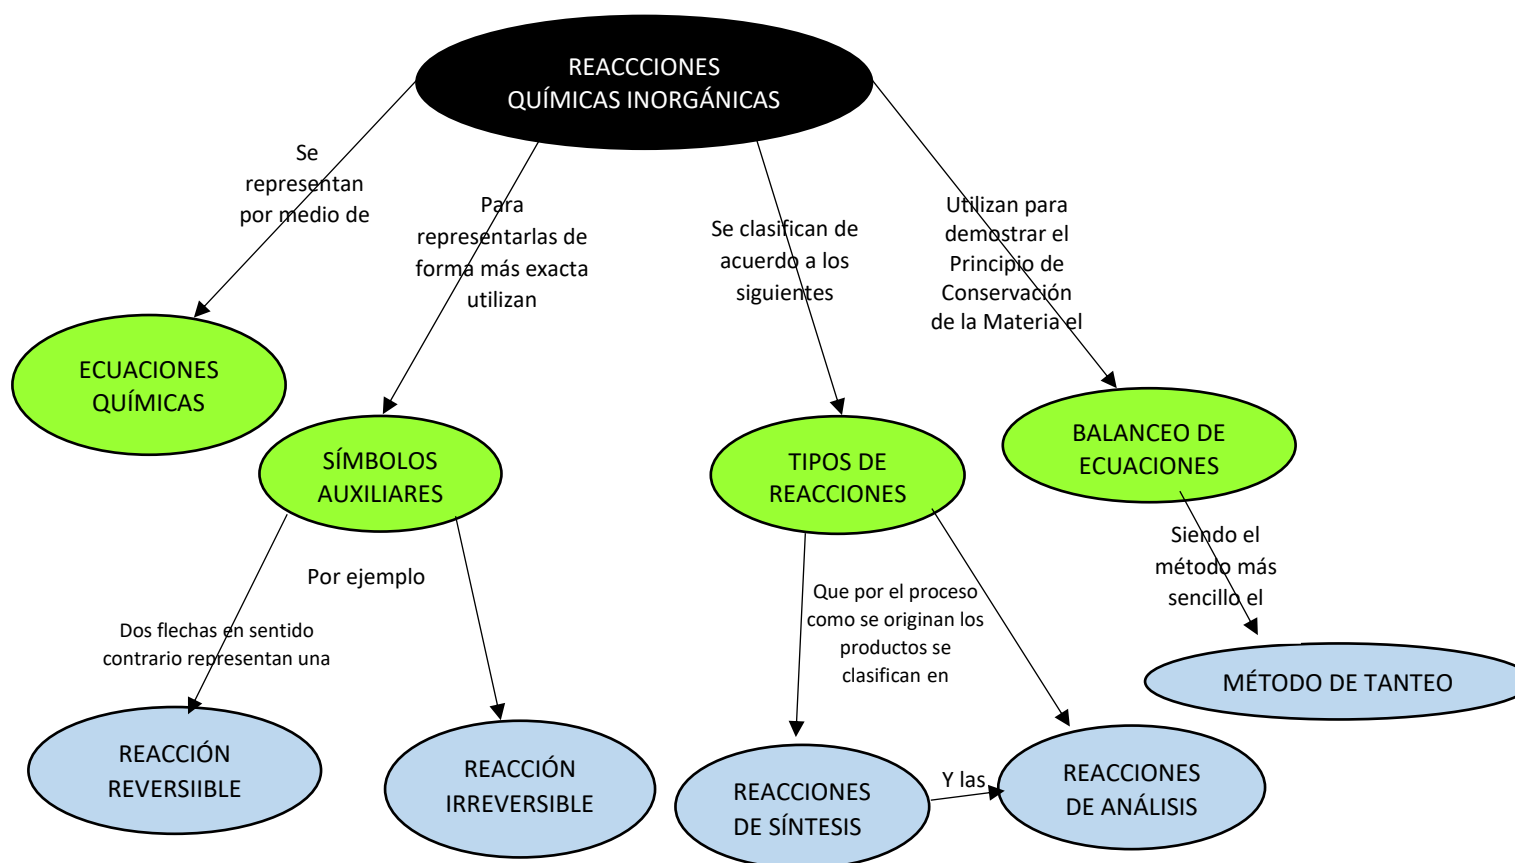 REACCCIONES
QUÍMICAS INORGÁNICAS
Se
representan
por medio de
Para
representarlas de
forma más exacta
utilizan
Se clasifican de
acuerdo a los
siguientes
Utilizan para
demostrar el
Principio de
Conservación
de la Materia el
ECUACIONES
QUÍMICAS
SÍMBOLOS
AUXILIARES
TIPOS DE
REACCIONES
BALANCEO DE
ECUACIONES
Por ejemplo
Dos flechas en sentido
contrario representan una
Que por el proceso
como se originan los
productos se
clasifican en
Siendo el
método más
sencillo el
MÉTODO DE TANTEO
REACCIÓN
REVERSIIBLE
REACCIÓN
IRREVERSIBLE
REACCIONES
DE SÍNTESIS
Y las
REACCIONES
DE ANÁLISIS